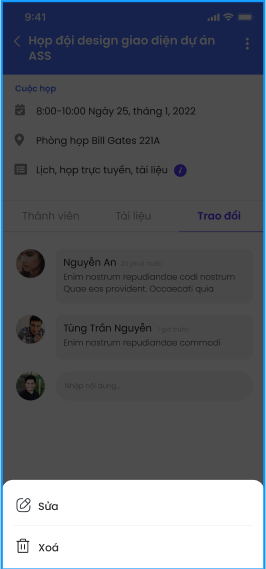 9:41
Họp đội design giao diện dự án
ASS
Cuộc họp
8:00-10:00 Ngày 25, tháng 1, 2022
Phòng họp Bill Gates 221A
Lịch, họp trực tuyến, tài liệu
Thành viên Tài liệu Trao đổi
Nguyễn An
Enim nostrum repudiandae codi nostrum
Quae eos provident. Occaecati quia
Tùng Trần Nguyễn
Enim nostrum repudiandae commodi
Nhập nội dung...
Sửa
Xoá